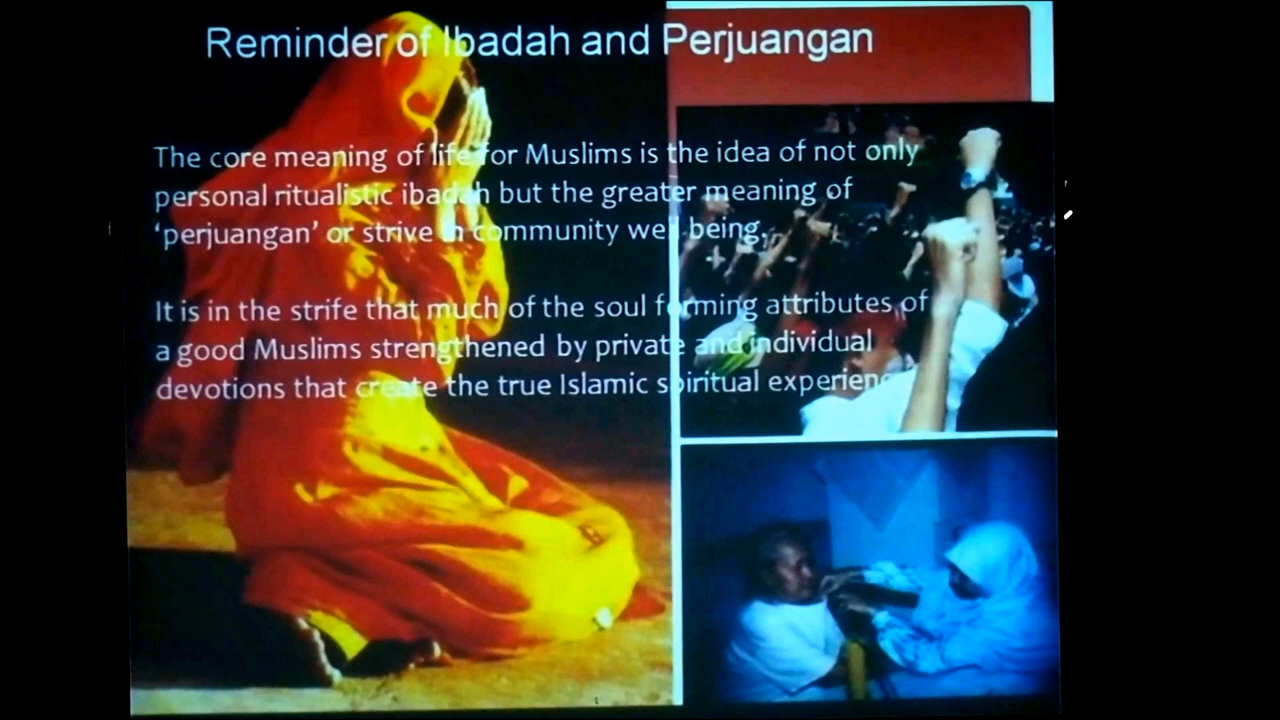 Reminder of Ibadah and Perjuangan
The core meaning of life for Muslims is the idea of not only
personal ritualistic ibadah but the greater meaning of
‘perjuangan’ or strive in community well being.
It is in the strife that much of the soul forming attributes of
a good Muslims strengthened by private and individual
devotions that create the true Islamic spiritual experien